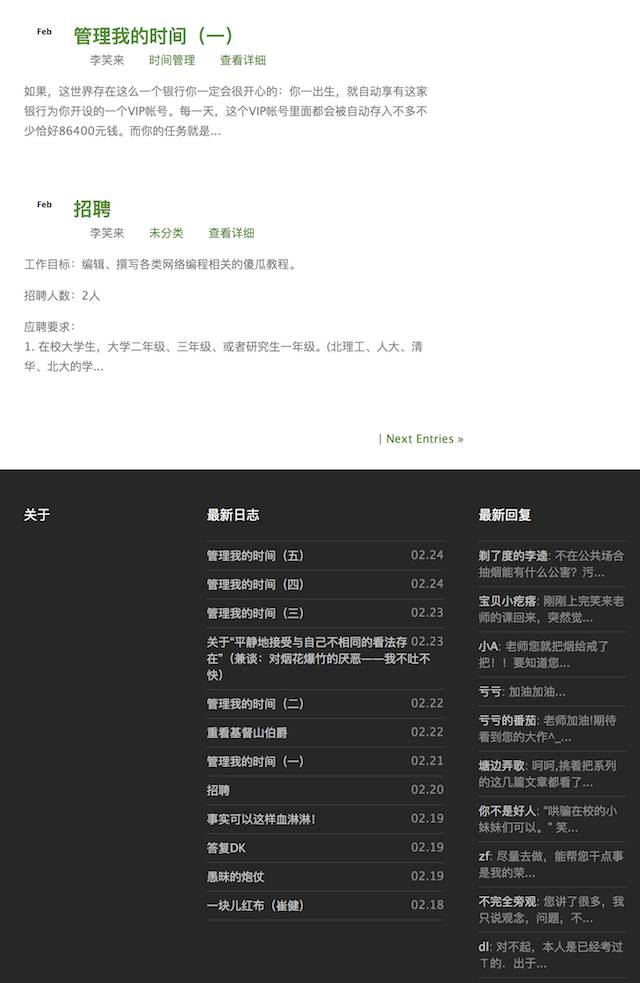 Feb
管理我的时间（一）
李笑来 时间管理 查看详细
如果，这世界存在这么一个银行你一定会很开心的：你一出生，就自动享有这家
银行为你开设的一个VIP帐号。每一天，这个VIP帐号里面都会被自动存入不多不
少恰好86400元钱。而你的任务就是...
Feb
招聘
李笑来 未分类 查看详细
工作目标：编辑、撰写各类网络编程相关的傻瓜教程。
招聘人数：2人
应聘要求：
1. 在校大学生，大学二年级、三年级、或者研究生一年级。(北理工、人大、清
华、北大的学...
| Next Entries »
关于
最新日志
管理我的时间（五） 02.24
管理我的时间（四） 02.24
管理我的时间（三） 02.23
关于“平静地接受与自己不相同的看法存 02.23
在”（兼谈：对烟花爆竹的厌恶——我不吐不
快）
管理我的时间（二） 02.22
重看基督山伯爵 02.22
管理我的时间（一） 02.21
招聘 02.20
事实可以这样血淋淋！ 02.19
答复DK 02.19
愚昧的炮仗 02.19
一块儿红布（崔健） 02.18
最新回复
剃了度的李逵: 不在公共场合
抽烟能有什么公害？污...
宝贝小疙瘩: 刚刚上完笑来老
师的课回来，突然觉...
小A: 老师您就把烟给戒了
把！！要知道您...
亏亏: 加油加油...
亏亏的番茄: 老师加油!期待
看到您的大作^_...
塘边弄歌: 呵呵,挑着把系列
的这几篇文章都看了...
你不是好人: “哄骗在校的小
妹妹们可以。” 笑...
zf: 尽量去做，能帮您干点事
是我的荣...
不完全旁观: 您讲了很多，我
只说观念，问题，不...
dl: 对不起，本人是已经考过
T的．出于...